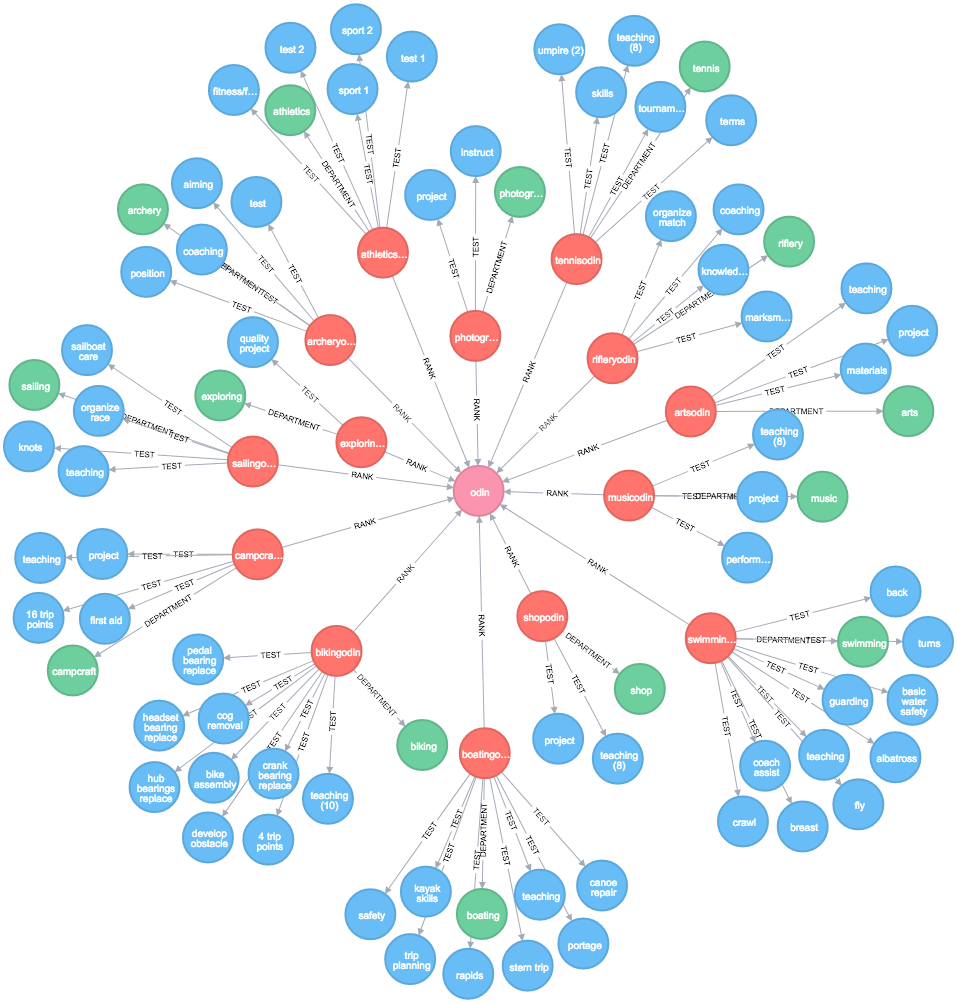 sport 2
test 2
test 1
sport 1
fitness/f...
athletics
TEST
TEST
TEST
TEST
TEST
DEPARTMENT
athletics...
umpire (2)
teaching
(8)
tennis
skills
tournam...
terms
TEST
TEST
TEST
TEST
DEPARTMENT
TEST
tennisodin
instruct
project
photogr...
TEST
TEST
DEPARTMENT
photogr...
aiming
test
archery
coaching
position
TEST
TEST
DEPARTMENT
TEST
TEST
archeryo...
organize
match
coaching
riflery
knowled...
marksm...
TEST
TEST
TEST
DEPARTME
TEST
rifleryodin
teaching
project
materials
arts
TEST
TEST
TEST
DEPARTMENT
artsodin
quality
project
exploring
TEST
DEPARTMENT
explorin...
sailboat
care
sailing
organize
race
knots
teaching
TEST
DEPARTMENT
TEST
TEST
TEST
sailingo...
teaching
(8)
project
music
perform...
TEST
TEST
DEPARTME
TEST
musicodin
odin
RANK
RANK
RANK
RANK
RANK
RANK
RANK
RANK
RANK
RANK
RANK
RANK
RANK
RANK
teaching
project
16 trip
points
first aid
campcraft
TEST
TEST
TEST
TEST
DEPARTMENT
campcra...
bikingodin
pedal
bearing
replace
headset
bearing
replace
cog
removal
hub
bearings
replace
bike
assembly
crank
bearing
replace
develop
obstacle
4 trip
points
teaching
(10)
biking
TEST
TEST
TEST
TEST
TEST
TEST
TEST
TEST
DEPARTMENT
shopodin
project
teaching
(8)
shop
TEST
TEST
DEPARTMENT
swimmin...
back
swimming
turns
guarding
basic
water
safety
albatross
teaching
coach
assist
fly
crawl
breast
TEST
DEPARTMENT
TEST
TEST
TEST
TEST
TEST
TEST
TEST
TEST
TEST
boatingo...
safety
kayak
skills
boating
teaching
canoe
repair
trip
planning
rapids
stern trip
portage
TEST
TEST
TEST
TEST
DEPARTMENT
TEST
TEST
TEST
TEST